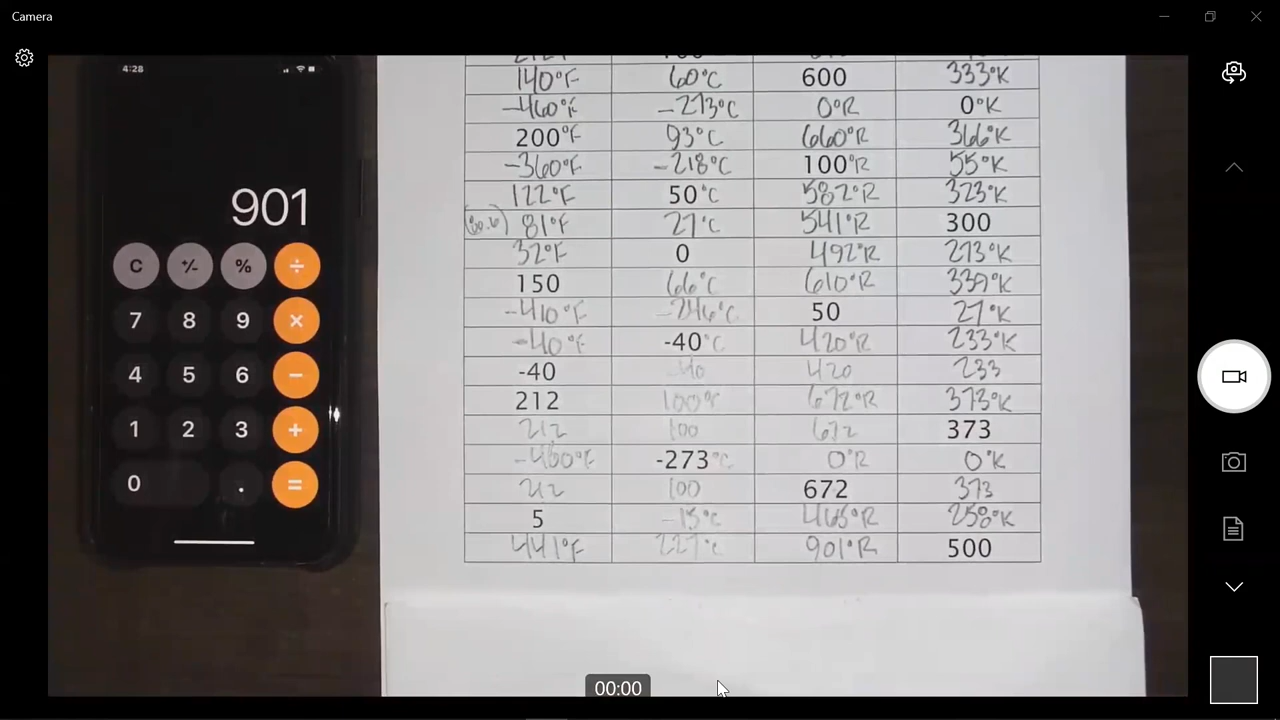 Camera
4:28
901
C +/- % ÷
7 8 9 ×
4 5 6 −
1 2 3 +
0 . =
140°F 60°C 600 333°K
-460°F -273°C 0°R 0°K
200°F 93°C 660°R 366°K
-360°F -218°C 100°R 55°K
122°F 50°C 582°R 323°K
(80.6) 81°F 27°C 541°R 300
32°F 0 492°R 273°K
150 66°C 610°R 339°K
-410°F -246°C 50 27°K
-40°F -40°C 420°R 233°K
-40 -40 420 233
212 100°C 672°R 373°K
212 100 672 373
-460°F -273°C 0°R 0°K
212 100 672 373
5 -15°C 465°R 258°K
441°F 227°C 901°R 500
00:00